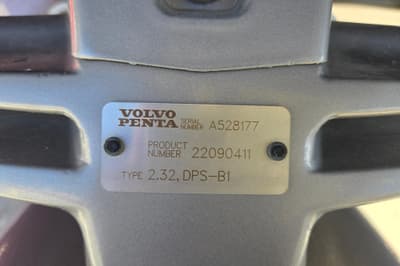 VOLVO PENTA SERIAL NUMBER A528177
PRODUCT NUMBER 22090411
TYPE 2.32, DPS-B1